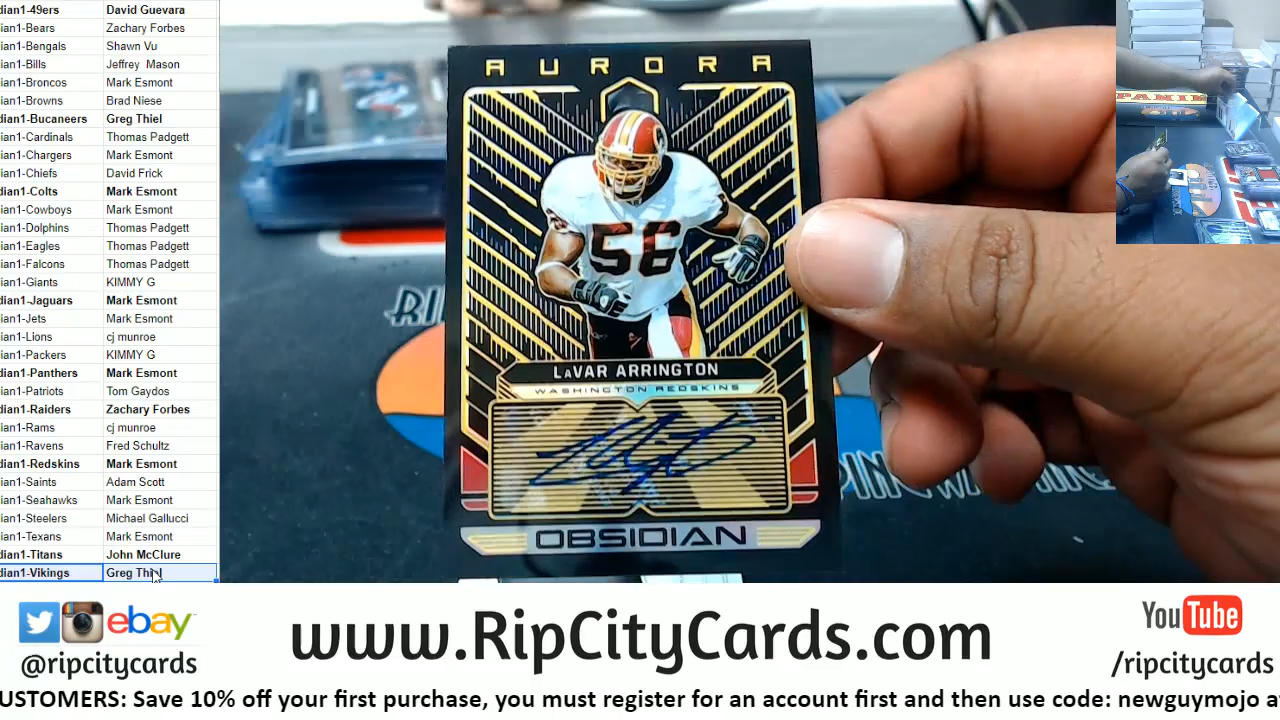 dian1-49ers David Guevara
dian1-Bears Zachary Forbes
dian1-Bengals Shawn Vu
dian1-Bills Jeffrey Mason
dian1-Broncos Mark Esmont
dian1-Browns Brad Niese
dian1-Bucaneers Greg Thiel
dian1-Cardinals Thomas Padgett
dian1-Chargers Mark Esmont
dian1-Chiefs David Frick
dian1-Colts Mark Esmont
dian1-Cowboys Mark Esmont
dian1-Dolphins Thomas Padgett
dian1-Eagles Thomas Padgett
dian1-Falcons Thomas Padgett
dian1-Giants KIMMY G
dian1-Jaguars Mark Esmont
dian1-Jets Mark Esmont
dian1-Lions cj munroe
dian1-Packers KIMMY G
dian1-Panthers Mark Esmont
dian1-Patriots Tom Gaydos
dian1-Raiders Zachary Forbes
dian1-Rams cj munroe
dian1-Ravens Fred Schultz
dian1-Redskins Mark Esmont
dian1-Saints Adam Scott
dian1-Seahawks Mark Esmont
dian1-Steelers Michael Gallucci
dian1-Texans Mark Esmont
dian1-Titans John McClure
dian1-Vikings Greg Thiel
AURORA
56
LAVAR ARRINGTON
WASHINGTON REDSKINS
OBSIDIAN
PANINI
ebay
@ripcitycards
www.RipCityCards.com
YouTube
/ripcitycards
USTOMERS: Save 10% off your first purchase, you must register for an account first and then use code: newguymojo a